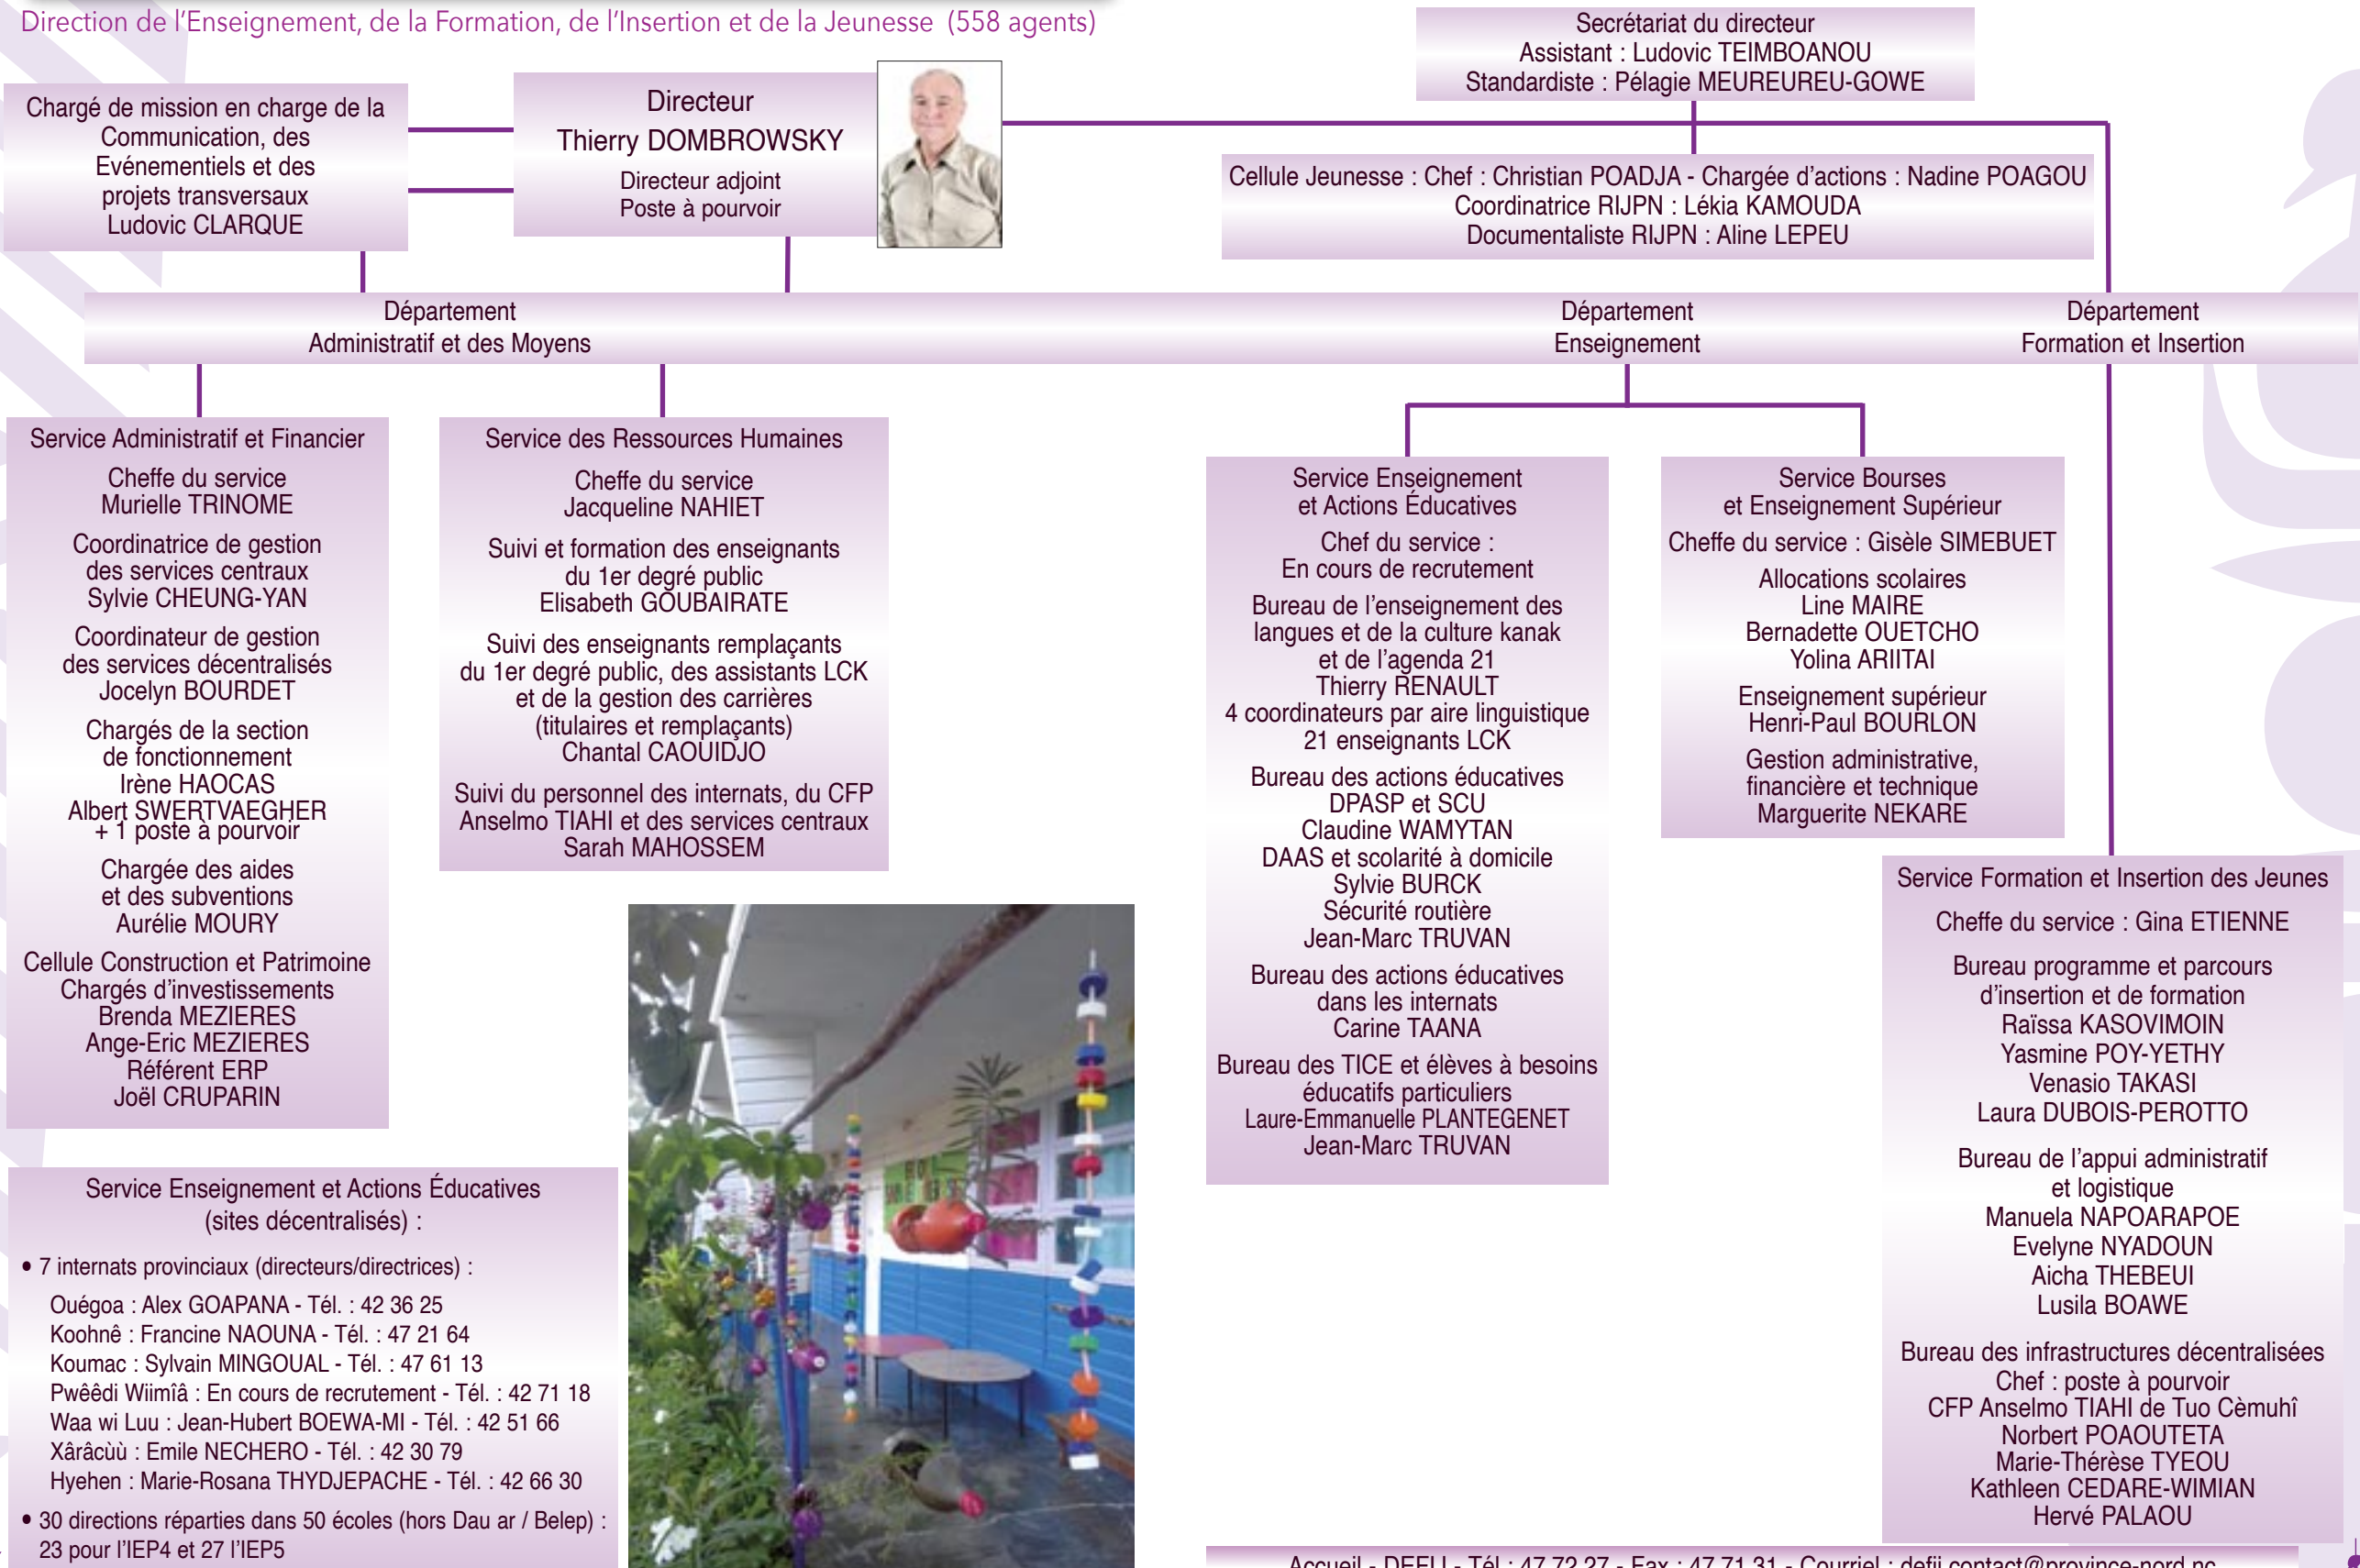 Direction de l'Enseignement, de la Formation, de l'Insertion et de la Jeunesse (558 agents)
Chargé de mission en charge de la
Communication, des
Evénementiels et des
projets transversaux
Ludovic CLARQUE
Directeur
Thierry DOMBROWSKY
Directeur adjoint
Poste à pourvoir
Secrétariat du directeur
Assistant : Ludovic TEIMBOANOU
Standardiste : Pélagie MEUREUREU-GOWE
Cellule Jeunesse : Chef : Christian POADJA - Chargée d'actions : Nadine POAGOU
Coordinatrice RIJPN : Lékia KAMOUDA
Documentaliste RIJPN : Aline LEPEU
Département
Administratif et des Moyens
Département
Enseignement
Département
Formation et Insertion
Service Administratif et Financier
Cheffe du service
Murielle TRINOME
Coordinatrice de gestion
des services centraux
Sylvie CHEUNG-YAN
Coordinateur de gestion
des services décentralisés
Jocelyn BOURDET
Chargés de la section
de fonctionnement
Irène HAOCAS
Albert SWERTVAEGHER
+ 1 poste à pourvoir
Chargée des aides
et des subventions
Aurélie MOURY
Cellule Construction et Patrimoine
Chargés d'investissements
Brenda MEZIERES
Ange-Eric MEZIERES
Référent ERP
Joël CRUPARIN
Service des Ressources Humaines
Cheffe du service
Jacqueline NAHIET
Suivi et formation des enseignants
du 1er degré public
Elisabeth GOUBAIRATE
Suivi des enseignants remplaçants
du 1er degré public, des assistants LCK
et de la gestion des carrières
(titulaires et remplaçants)
Chantal CAOUIDJO
Suivi du personnel des internats, du CFP
Anselmo TIAHI et des services centraux
Sarah MAHOSSEM
Service Enseignement
et Actions Éducatives
Chef du service :
En cours de recrutement
Bureau de l'enseignement des
langues et de la culture kanak
et de l'agenda 21
Thierry RENAULT
4 coordinateurs par aire linguistique
21 enseignants LCK
Bureau des actions éducatives
DPASP et SCU
Claudine WAMYTAN
DAAS et scolarité à domicile
Sylvie BURCK
Sécurité routière
Jean-Marc TRUVAN
Bureau des actions éducatives
dans les internats
Carine TAANA
Bureau des TICE et élèves à besoins
éducatifs particuliers
Laure-Emmanuelle PLANTEGENET
Jean-Marc TRUVAN
Service Bourses
et Enseignement Supérieur
Cheffe du service : Gisèle SIMEBUET
Allocations scolaires
Line MAIRE
Bernadette OUETCHO
Yolina ARIITAI
Enseignement supérieur
Henri-Paul BOURLON
Gestion administrative,
financière et technique
Marguerite NEKARE
Service Formation et Insertion des Jeunes
Cheffe du service : Gina ETIENNE
Bureau programme et parcours
d'insertion et de formation
Raïssa KASOVIMOIN
Yasmine POY-YETHY
Venasio TAKASI
Laura DUBOIS-PEROTTO
Bureau de l'appui administratif
et logistique
Manuela NAPOARAPOE
Evelyne NYADOUN
Aicha THEBEUI
Lusila BOAWE
Bureau des infrastructures décentralisées
Chef : poste à pourvoir
CFP Anselmo TIAHI de Tuo Cèmuhî
Norbert POAOUTETA
Marie-Thérèse TYEOU
Kathleen CEDARE-WIMIAN
Hervé PALAOU
Service Enseignement et Actions Éducatives
(sites décentralisés) :
• 7 internats provinciaux (directeurs/directrices) :
Ouégoa : Alex GOAPANA - Tél. : 42 36 25
Koohnê : Francine NAOUNA - Tél. : 47 21 64
Koumac : Sylvain MINGOUAL - Tél. : 47 61 13
Pwêêdi Wiimîâ : En cours de recrutement - Tél. : 42 71 18
Waa wi Luu : Jean-Hubert BOEWA-MI - Tél. : 42 51 66
Xârâcùù : Emile NECHERO - Tél. : 42 30 79
Hyehen : Marie-Rosana THYDJEPACHE - Tél. : 42 66 30
• 30 directions réparties dans 50 écoles (hors Dau ar / Belep) :
23 pour l'IEP4 et 27 l'IEP5
Accueil - DEFIJ - Tél : 47 72 27 - Fax : 47 71 31 - Courriel : defij.contact@province-nord.nc